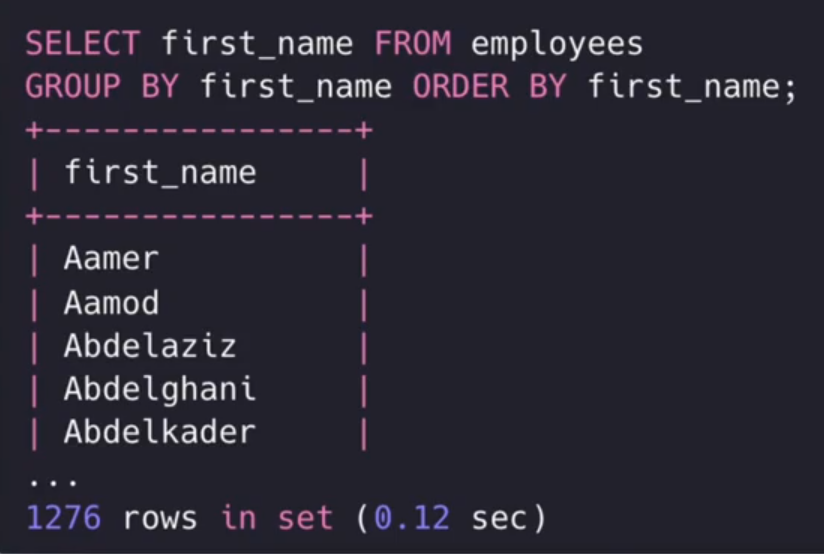 SELECT first_name FROM employees
GROUP BY first_name ORDER BY first_name;
+----------------+
| first_name     |
+----------------+
| Aamer          |
| Aamod          |
| Abdelaziz      |
| Abdelghani     |
| Abdelkader     |
...
1276 rows in set (0.12 sec)